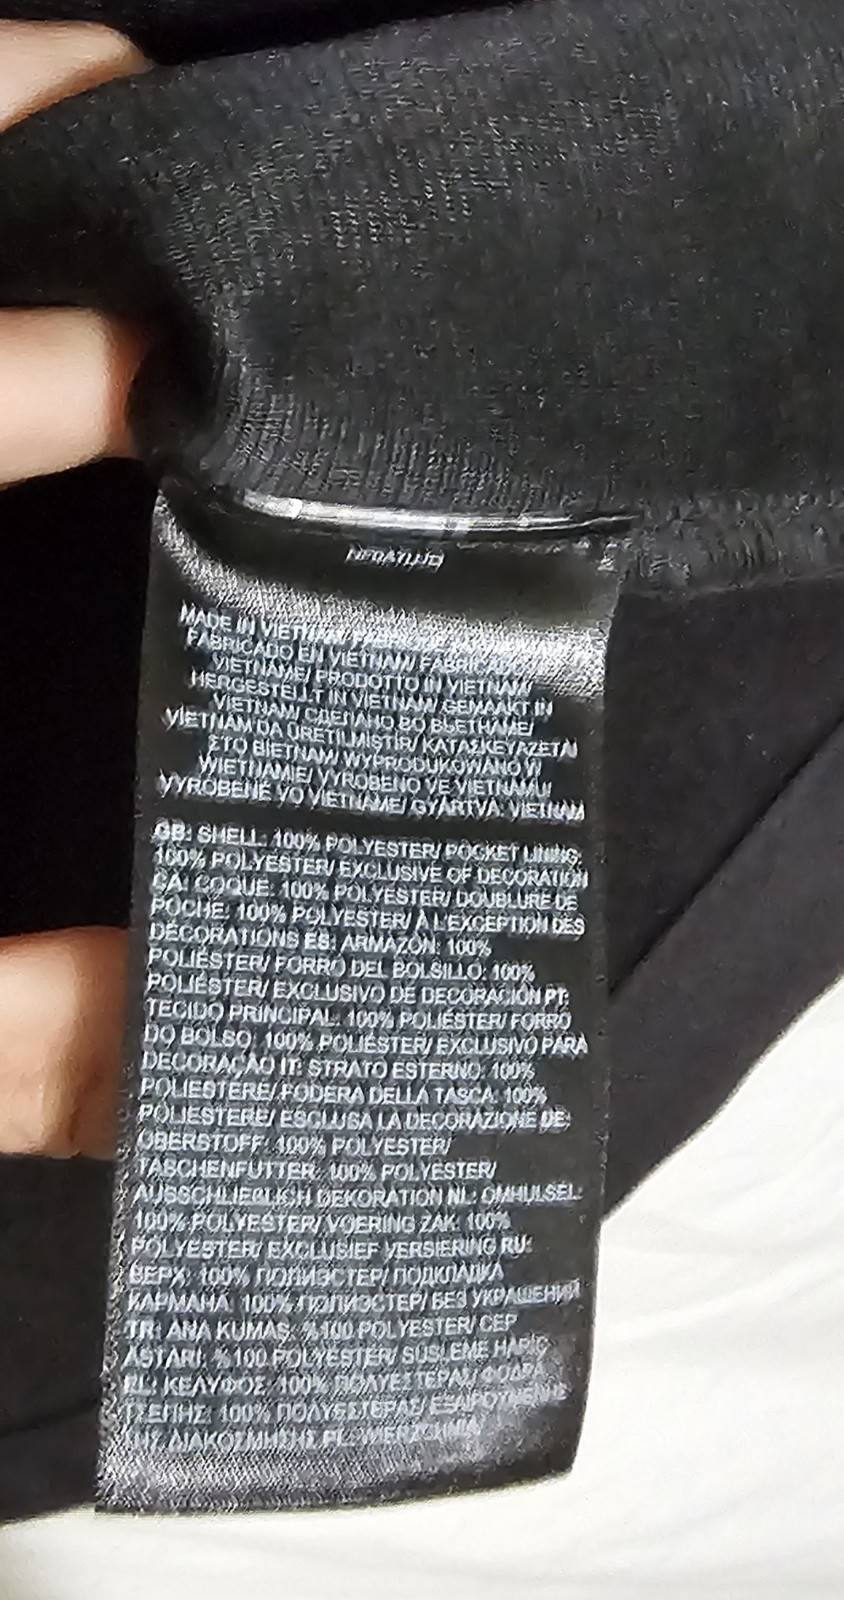 MADE IN VIETNAM/
FABRICADO EN VIETNAM/ FABRICADO
VIETNAME/ PRODOTTO IN VIETNAM/
HERGESTELLT IN VIETNAM/ GEMAAKT IN
VIETNAM/ СДЕЛАНО ВО ВЬЕТНАМЕ/
VIETNAM'DA ÜRETILMIŞTIR/ ΚΑΤΑΣΚΕΥΑΖΕΤΑΙ
ΣΤΟ ΒΙΕΤΝΑΜ/ WYPRODUKOWANO W
WIETNAMIE/ VYROBENO VE VIETNAMU/
VYROBENÉ VO VIETNAME/ GYÁRTVA: VIETNAM
GB: SHELL: 100% POLYESTER/ POCKET LINING:
100% POLYESTER/ EXCLUSIVE OF DECORATION
CA: COQUE: 100% POLYESTER/ DOUBLURE DE
POCHE: 100% POLYESTER/ À L'EXCEPTION DES
DÉCORATIONS ES: ARMAZÓN: 100%
POLIÉSTER/ FORRO DEL BOLSILLO: 100%
POLIÉSTER/ EXCLUSIVO DE DECORACIÓN PT:
TECIDO PRINCIPAL: 100% POLIÉSTER/ FORRO
DO BOLSO: 100% POLIÉSTER/ EXCLUSIVO PARA
DECORAÇÃO IT: STRATO ESTERNO: 100%
POLIESTERE/ FODERA DELLA TASCA: 100%
POLIESTERE/ ESCLUSA LA DECORAZIONE DE:
OBERSTOFF: 100% POLYESTER/
TASCHENFUTTER: 100% POLYESTER/
AUSSCHLIEßLICH DEKORATION NL: OMHULSEL:
100% POLYESTER/ VOERING ZAK: 100%
POLYESTER/ EXCLUSIEF VERSIERING RU:
ВЕРХ: 100% ПОЛИЭСТЕР/ ПОДКЛАДКА
КАРМАНА: 100% ПОЛИЭСТЕР/ БЕЗ УКРАШЕНИЙ
TR: ANA KUMAŞ: %100 POLYESTER/ CEP
ASTARI: %100 POLYESTER/ SÜSLEME HARİÇ
EL: ΚΕΛΥΦΟΣ: 100% ΠΟΛΥΕΣΤΕΡΑΣ/ ΦΟΔΡΑ
ΤΣΕΠΗΣ: 100% ΠΟΛΥΕΣΤΕΡΑΣ/ ΕΞΑΙΡΟΥΜΕΝΗΣ
ΤΗΣ ΔΙΑΚΟΣΜΗΣΗΣ PL: WIERZCHNIA